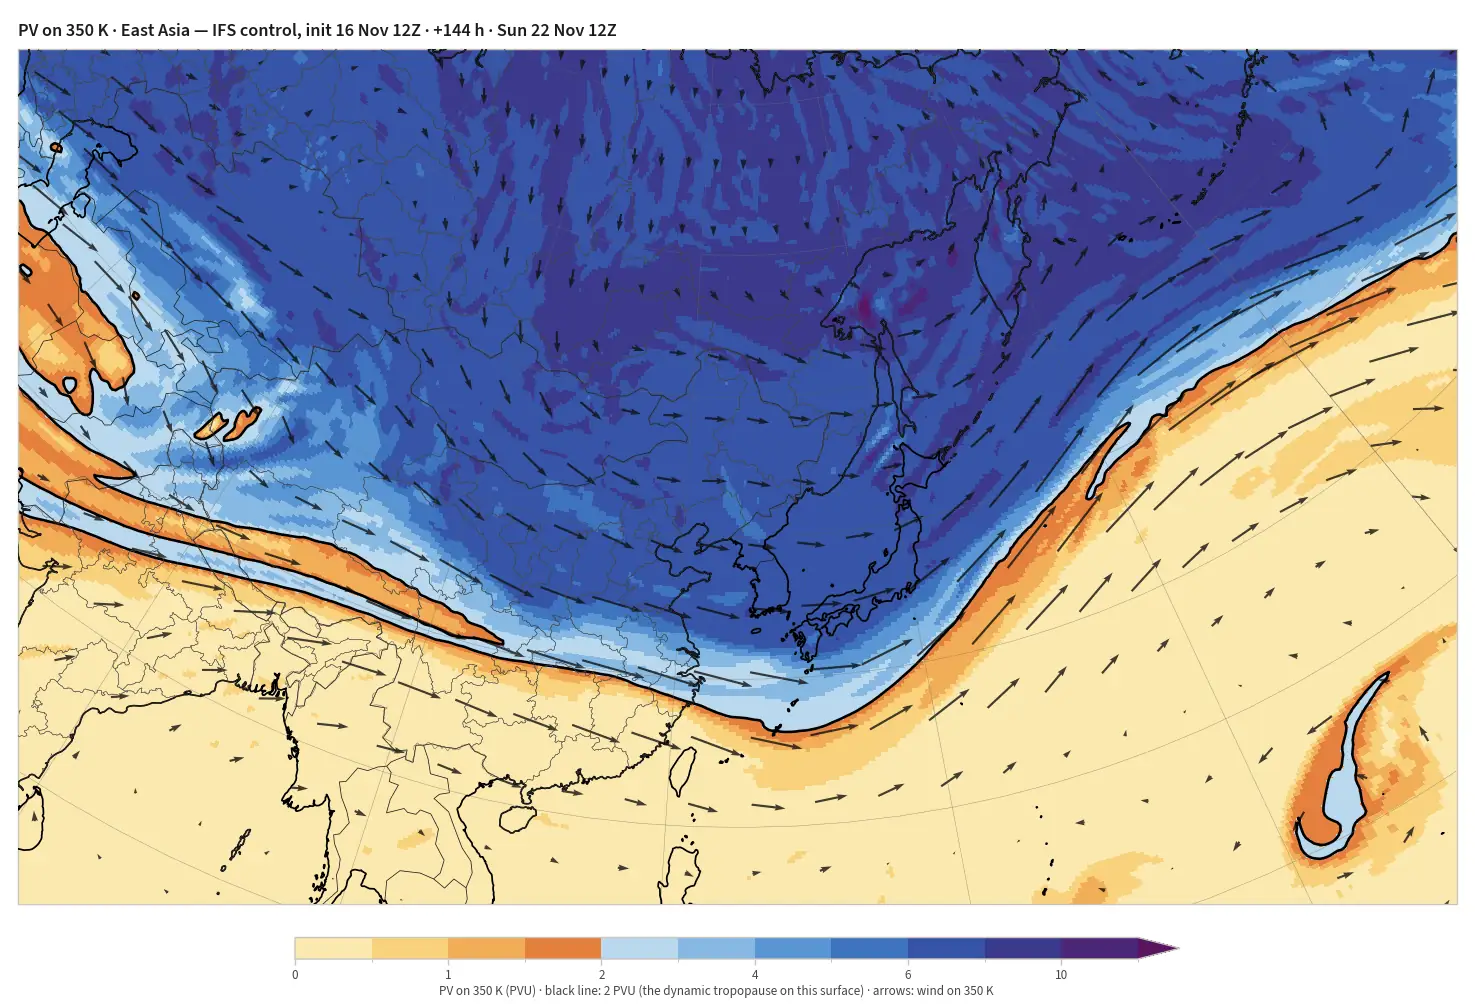 PV on 350 K · East Asia — IFS control, init 16 Nov 12Z · +144 h · Sun 22 Nov 12Z
0 1 2 4 6 10
PV on 350 K (PVU) · black line: 2 PVU (the dynamic tropopause on this surface) · arrows: wind on 350 K